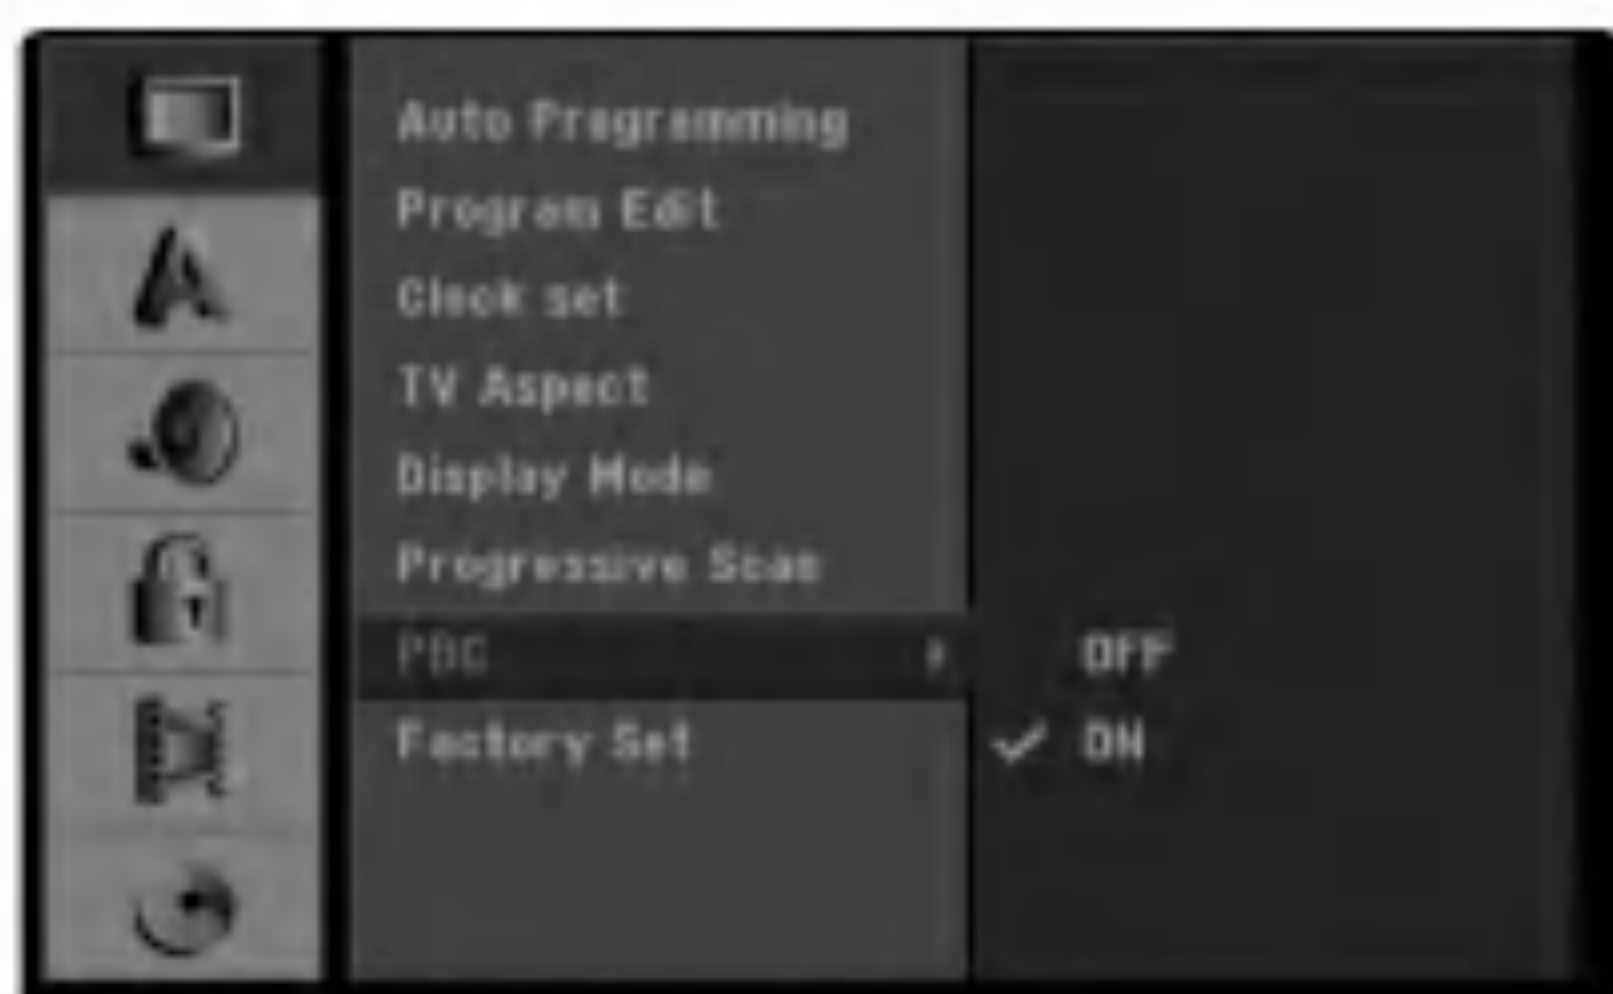 Auto Programming
Program Edit
Clock set
TV Aspect
Display Mode
Progressive Scan
PBC
OFF
Factory Set
ON